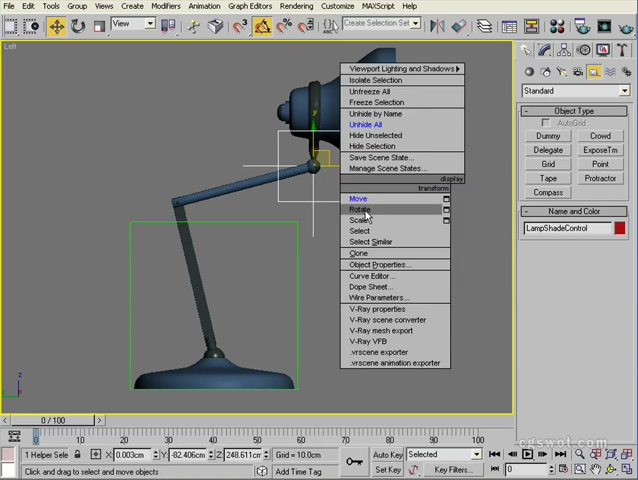 File Edit Tools Group Views Create Modifiers Animation Graph Editors Rendering Customize MAXScript Help
View
Create Selection Set
Left
Viewport Lighting and Shadows
Isolate Selection
Unfreeze All
Freeze Selection
Unhide by Name
Unhide All
Hide Unselected
Hide Selection
Save Scene State...
Manage Scene States...
display
transform
Move
Rotate
Scale
Select
Select Similar
Clone
Object Properties...
Curve Editor...
Dope Sheet...
Wire Parameters...
V-Ray properties
V-Ray scene converter
V-Ray mesh export
V-Ray VFB
.vrscene exporter
.vrscene animation exporter
Standard
Object Type
AutoGrid
Dummy Crowd
Delegate ExposeTm
Grid Point
Tape Protractor
Compass
Name and Color
LampShadeControl
y
z
0 / 100
0 10 20 30 40 50 60 70 80 90 100
cgswot.com
1 Helper Sel X: 0.003cm Y: -82.406cm Z: 248.611cm Grid = 10.0cm Auto Key Selected
Click and drag to select and move objects Add Time Tag Set Key Key Filters... 0